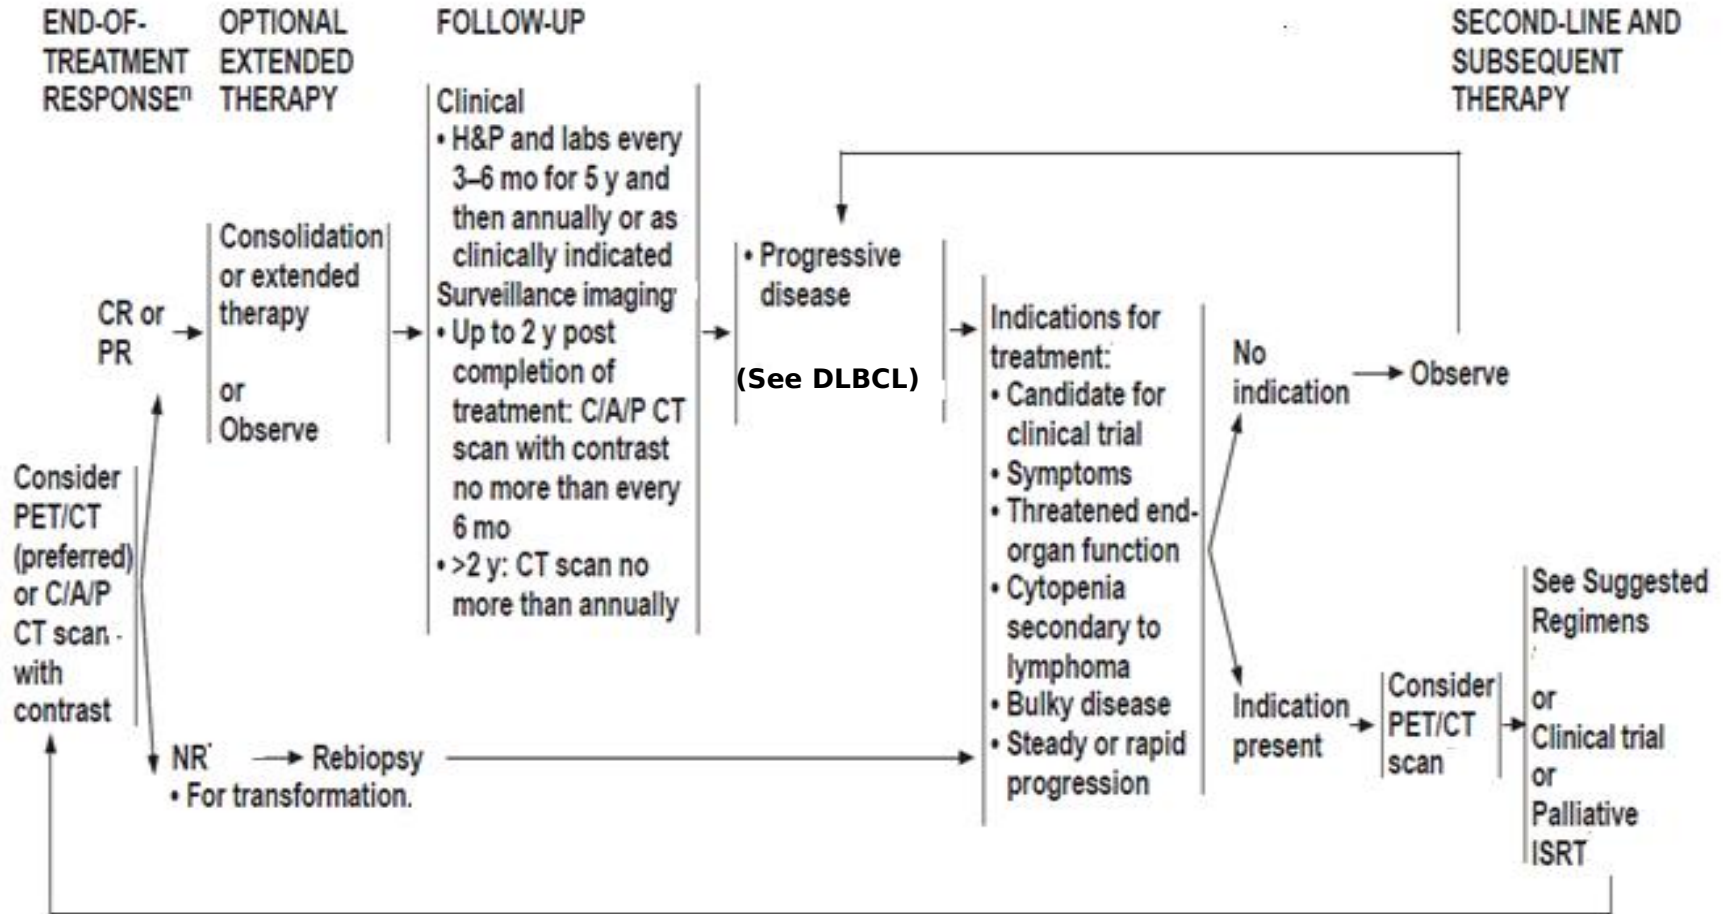 END-OF-
TREATMENT
RESPONSEⁿ
OPTIONAL
EXTENDED
THERAPY
FOLLOW-UP
SECOND-LINE AND
SUBSEQUENT
THERAPY
Consider
PET/CT
(preferred)
or C/A/P
CT scan
with
contrast
CR or
PR
Consolidation
or extended
therapy
or
Observe
Clinical
• H&P and labs every
3–6 mo for 5 y and
then annually or as
clinically indicated
Surveillance imaging
• Up to 2 y post
completion of
treatment: C/A/P CT
scan with contrast
no more than every
6 mo
• >2 y: CT scan no
more than annually
• Progressive
disease
(See DLBCL)
NR
• For transformation.
Rebiopsy
Indications for
treatment:
• Candidate for
clinical trial
• Symptoms
• Threatened end-
organ function
• Cytopenia
secondary to
lymphoma
• Bulky disease
• Steady or rapid
progression
No
indication
Observe
Indication
present
Consider
PET/CT
scan
See Suggested
Regimens
or
Clinical trial
or
Palliative
ISRT